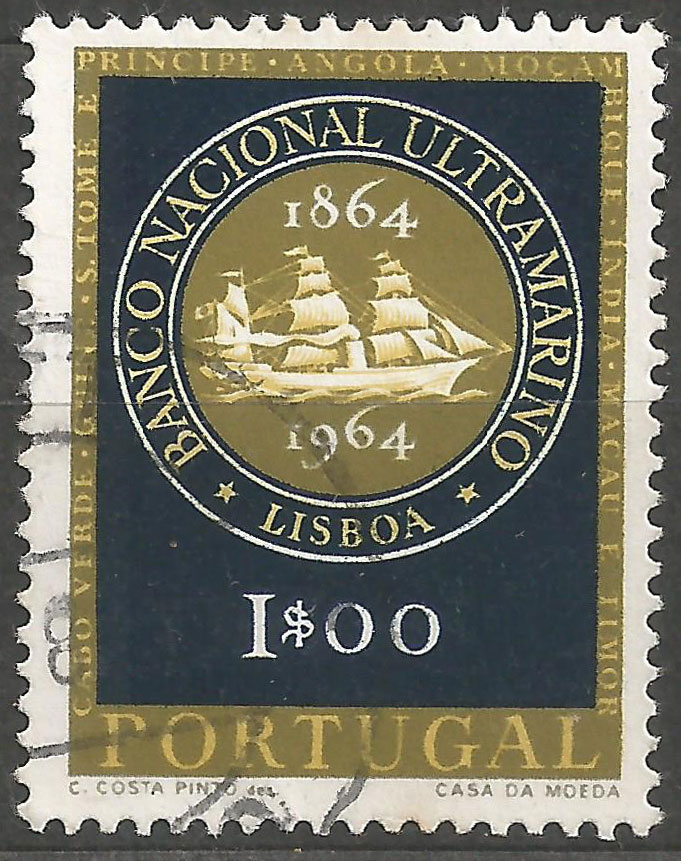 CABO VERDE · GUINÉ · S. TOMÉ E PRÍNCIPE · ANGOLA · MOÇAMBIQUE · ÍNDIA · MACAU E TIMOR
BANCO NACIONAL ULTRAMARINO
1864
1964
★ LISBOA ★
1$00
PORTUGAL
C. COSTA PINTO des.
CASA DA MOEDA